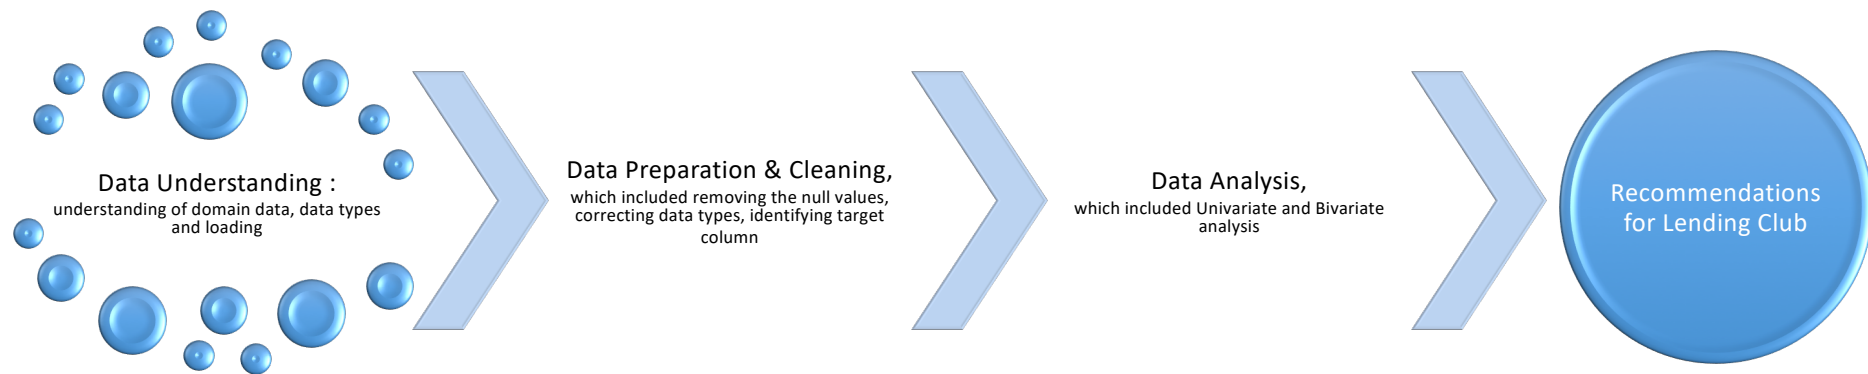 Data Understanding :
understanding of domain data, data types
and loading
Data Preparation & Cleaning,
which included removing the null values,
correcting data types, identifying target
column
Data Analysis,
which included Univariate and Bivariate
analysis
Recommendations
for Lending Club